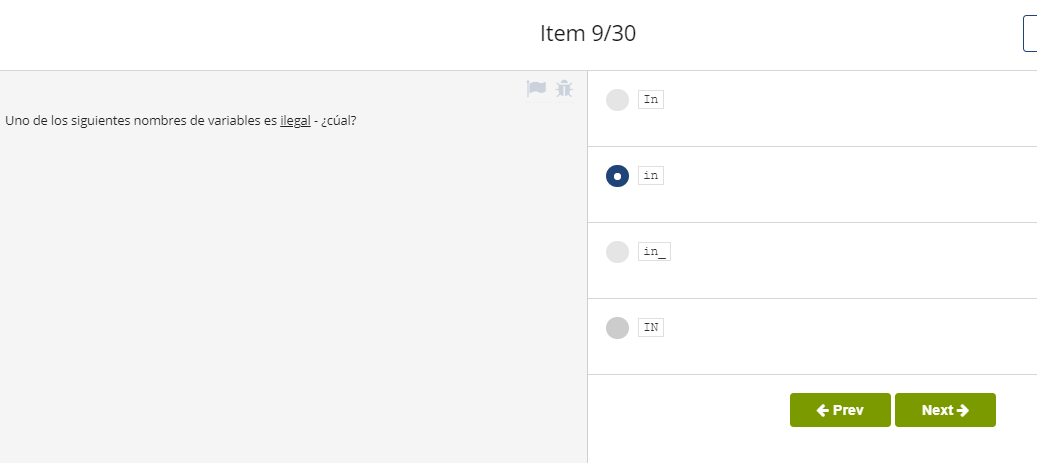 Item 9/30
Uno de los siguientes nombres de variables es ilegal - ¿cúal?
In
in
in_
IN
Prev
Next